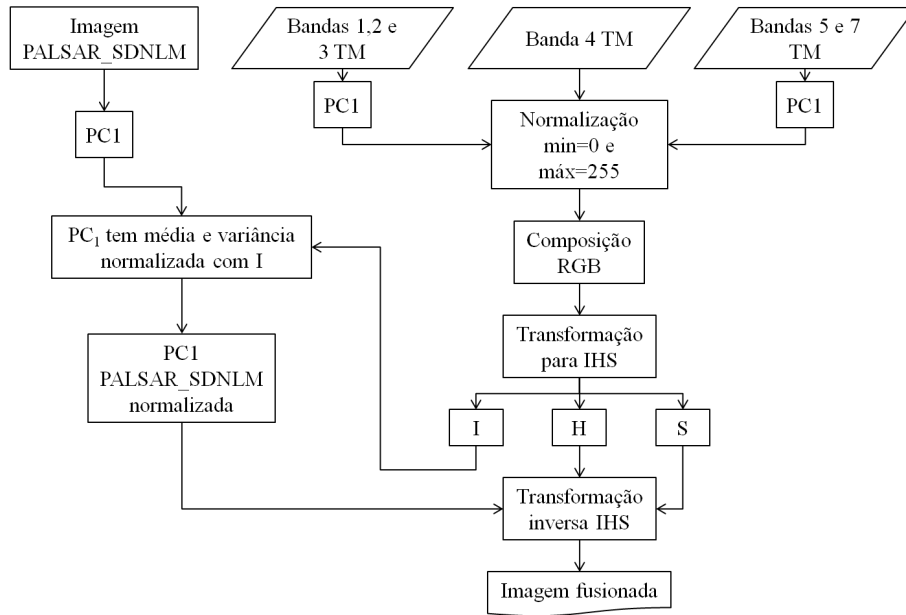 Imagem
PALSAR_SDNLM
Bandas 1,2 e
3 TM
Banda 4 TM
Bandas 5 e 7
TM
PC1
PC1
PC1
Normalização
min=0 e
máx=255
PC₁ tem média e variância
normalizada com I
Composição
RGB
Transformação
para IHS
PC1
PALSAR_SDNLM
normalizada
I
H
S
Transformação
inversa IHS
Imagem fusionada